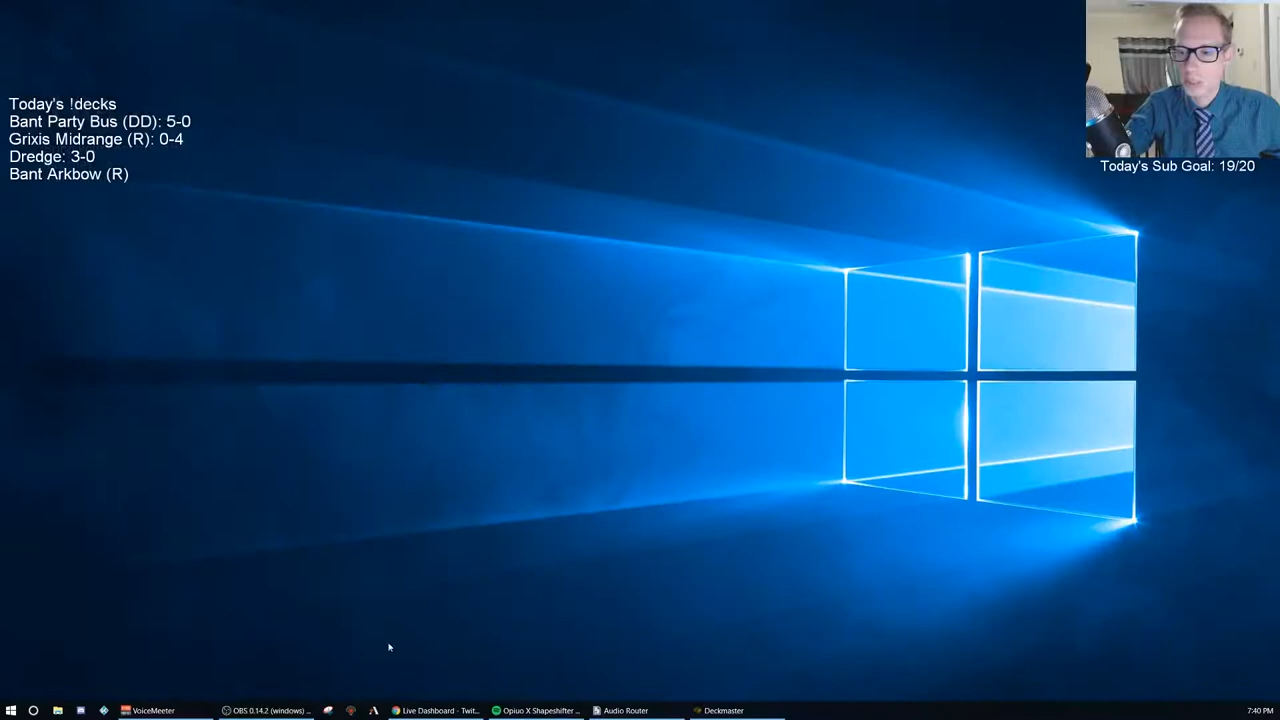 Today's !decks
Bant Party Bus (DD): 5-0
Grixis Midrange (R): 0-4
Dredge: 3-0
Bant Arkbow (R)
Today's Sub Goal: 19/20
VoiceMeeter
OBS 0.14.2 (windows) ...
Live Dashboard - Twit...
Opiuo X Shapeshifter ...
Audio Router
Deckmaster
7:40 PM